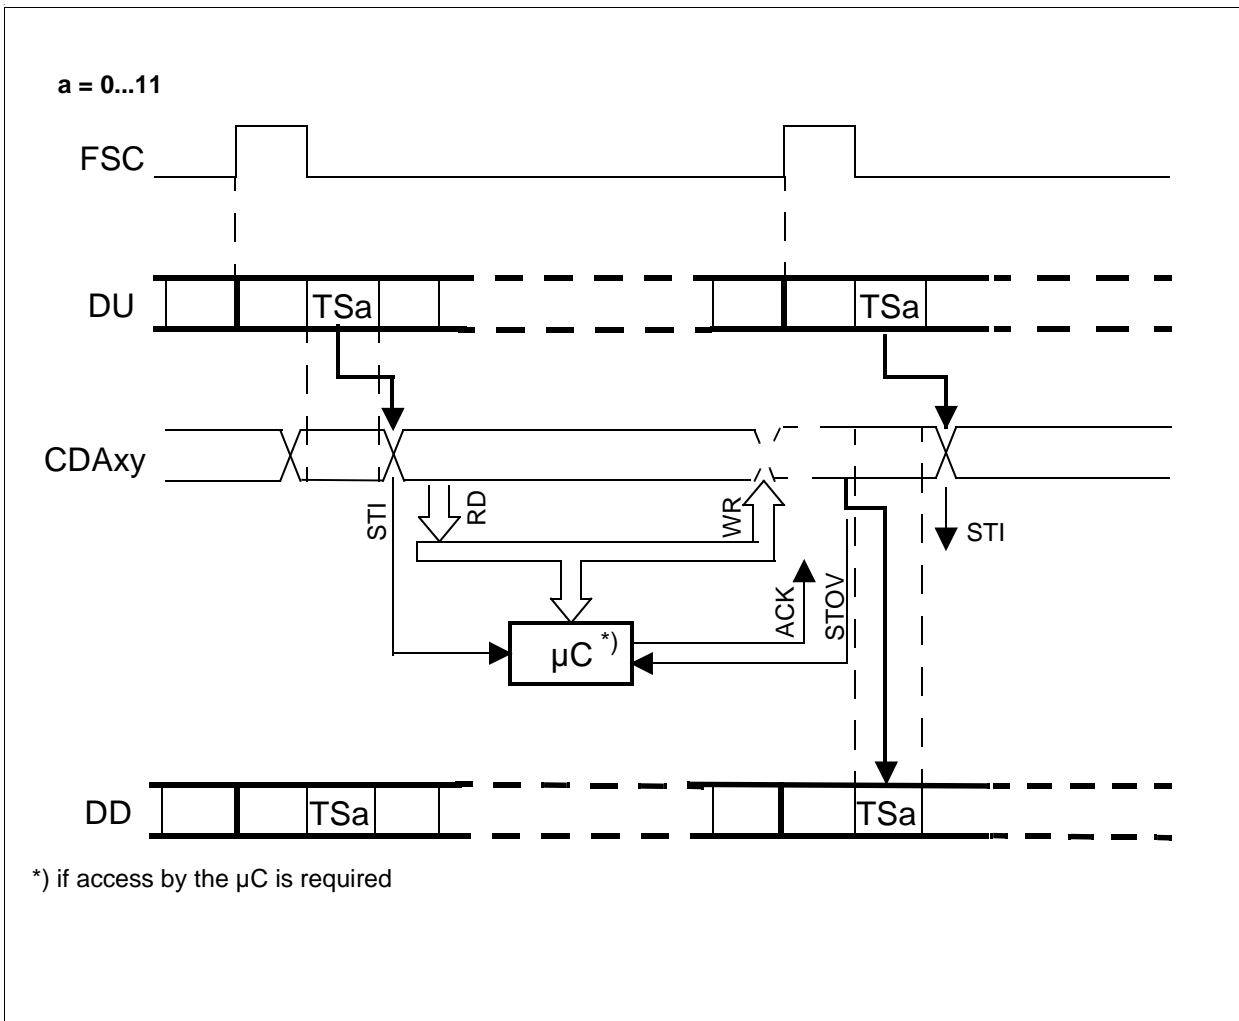 a = 0...11
FSC
DU
TSa
TSa
CDAxy
STI
RD
WR
ACK
STOV
STI
µC *)
DD
TSa
TSa
*) if access by the µC is required